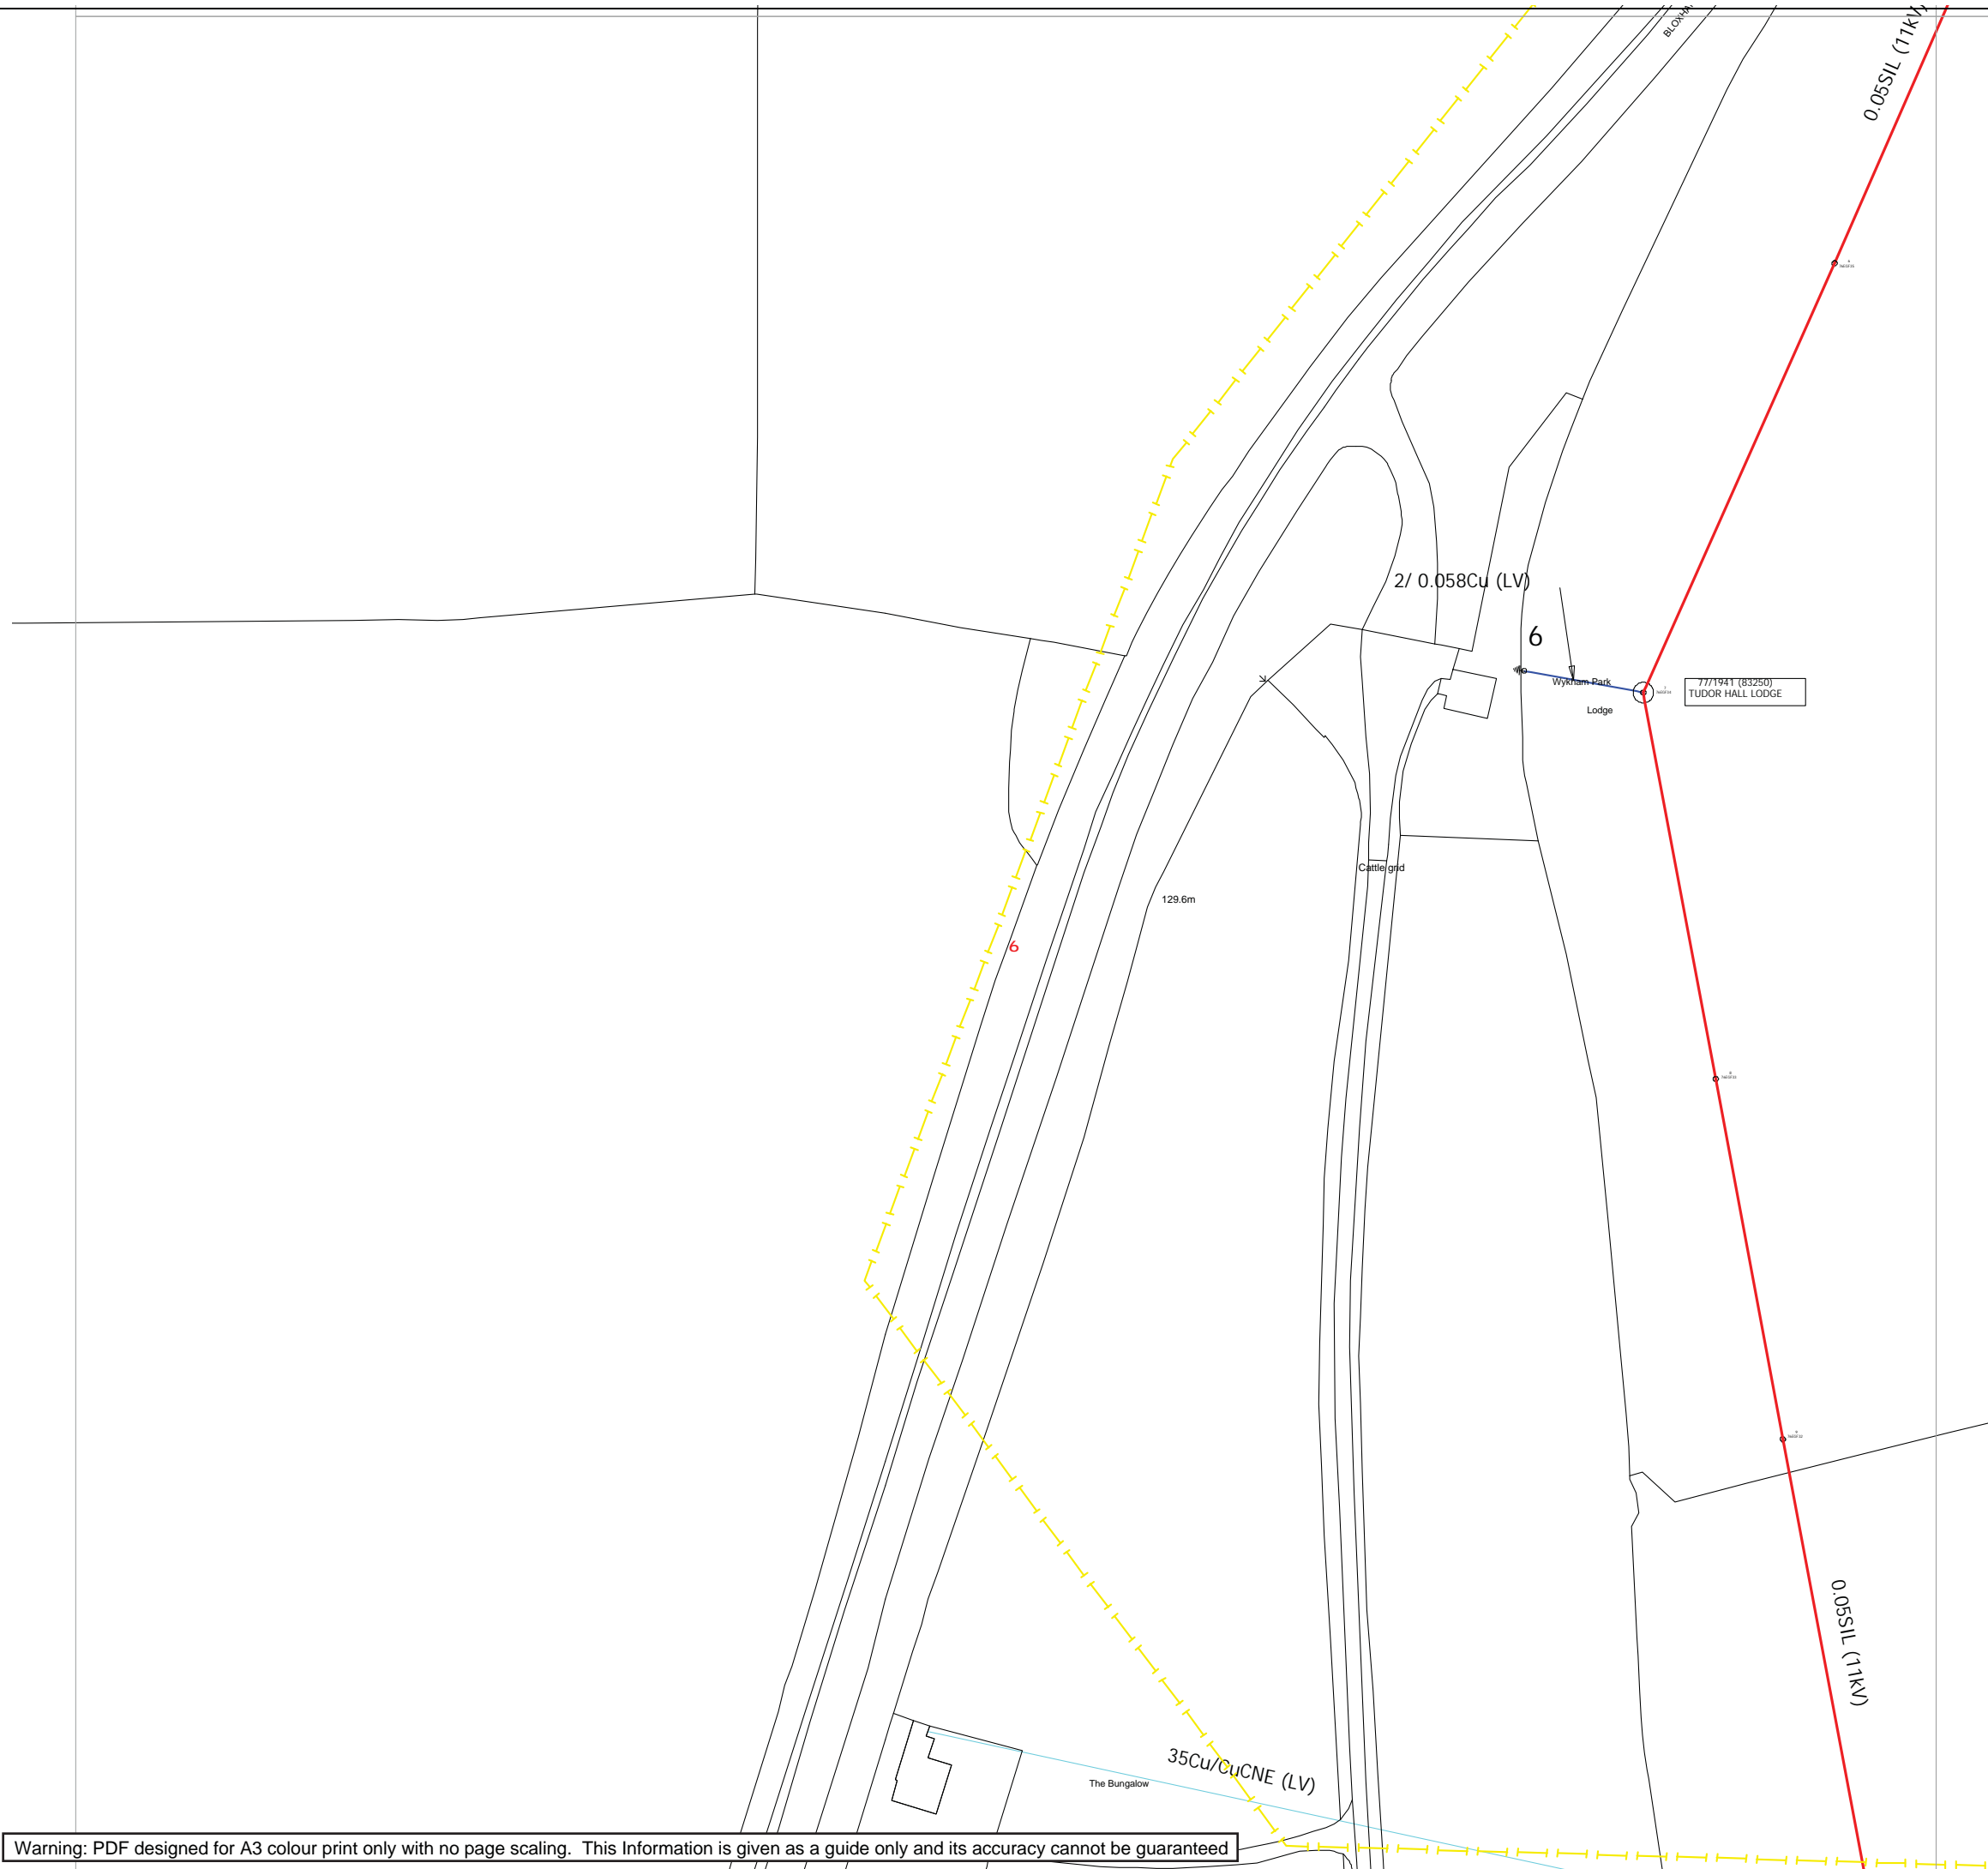 BLOXHA
0.05SIL (11kV)
2/ 0.058Cu (LV)
6
Wykham Park
Lodge
77/1941 (83250)
TUDOR HALL LODGE
Cattle grid
129.6m
6
0.05SIL (11kV)
35Cu/CuCNE (LV)
The Bungalow
Warning: PDF designed for A3 colour print only with no page scaling. This Information is given as a guide only and its accuracy cannot be guaranteed